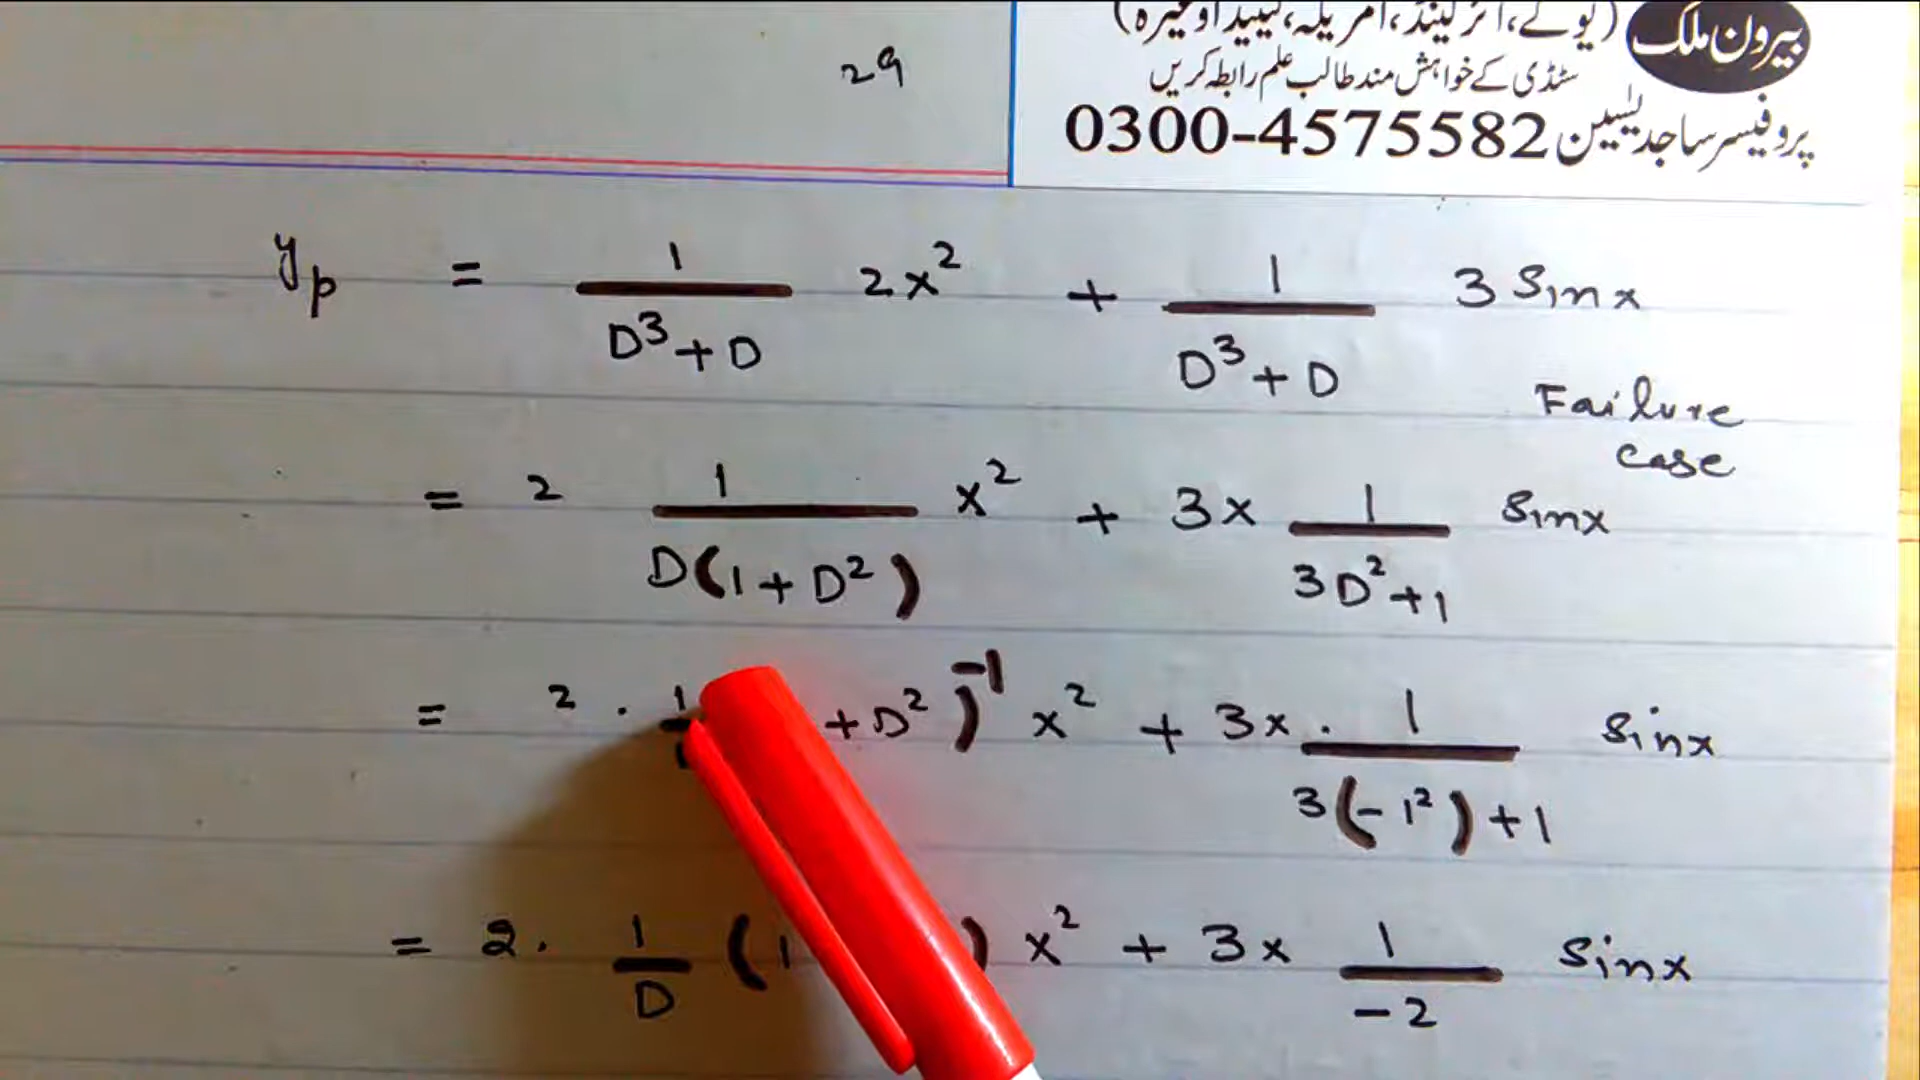 (یوکے، آئرلینڈ، امریکہ، کینیڈا وغیرہ)
بیرون ملک
29
سٹڈی کے خواہش مند طالب علم رابطہ کریں
پروفیسر ساجد یٰسین 0300-4575582
y_p = 1/(D³+D) 2x² + 1/(D³+D) 3 Sinx
Failure
case
= 2 1/(D(1+D²)) x² + 3x 1/(3D²+1) Sinx
= 2 · 1 +D²)⁻¹ x² + 3x · 1/(3(-1²)+1) Sinx
= 2 · 1/D (1 ) x² + 3x 1/(-2) Sinx